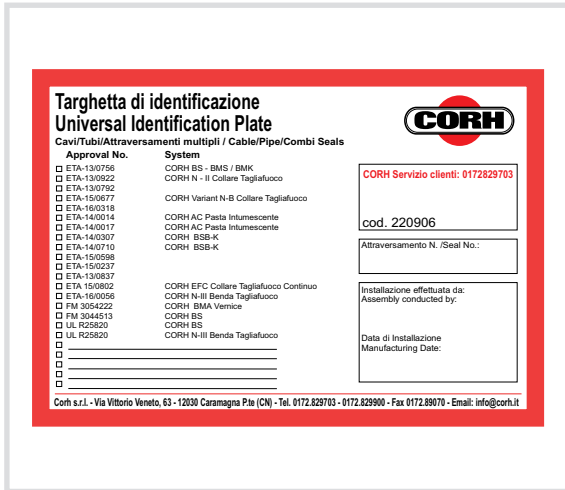 Targhetta di identificazione
Universal Identification Plate
CORH
Cavi/Tubi/Attraversamenti multipli / Cable/Pipe/Combi Seals
Approval No. System
ETA-13/0756 CORH BS - BMS / BMK
ETA-13/0922 CORH N - II Collare Tagliafuoco
ETA-13/0792
ETA-15/0677 CORH Variant N-B Collare Tagliafuoco
ETA-16/0318
ETA-14/0014 CORH AC Pasta Intumescente
ETA-14/0017 CORH AC Pasta Intumescente
ETA-14/0307 CORH BSB-K
ETA-14/0710 CORH BSB-K
ETA-15/0598
ETA-15/0237
ETA-13/0837
ETA 15/0802 CORH EFC Collare Tagliafuoco Continuo
ETA-16/0056 CORH N-III Benda Tagliafuoco
FM 3054222 CORH BMA Vernice
FM 3044513 CORH BS
UL R25820 CORH BS
UL R25820 CORH N-III Benda Tagliafuoco
CORH Servizio clienti: 0172829703
cod. 220906
Attraversamento N. /Seal No.:
Installazione effettuata da:
Assembly conducted by:
Data di Installazione
Manufacturing Date:
Corh s.r.l. - Via Vittorio Veneto, 63 - 12030 Caramagna P.te (CN) - Tel. 0172.829703 - 0172.829900 - Fax 0172.89070 - Email: info@corh.it